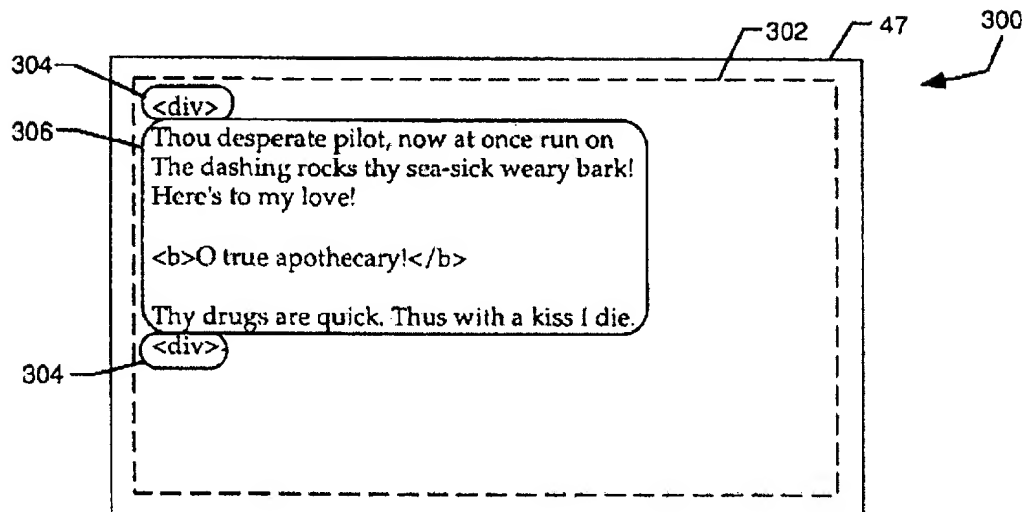 302 47 300
304
<div>
306
Thou desperate pilot, now at once run on
The dashing rocks thy sea-sick weary bark!
Here's to my love!
<b>O true apothecary!</b>
Thy drugs are quick. Thus with a kiss I die.
<div>
304